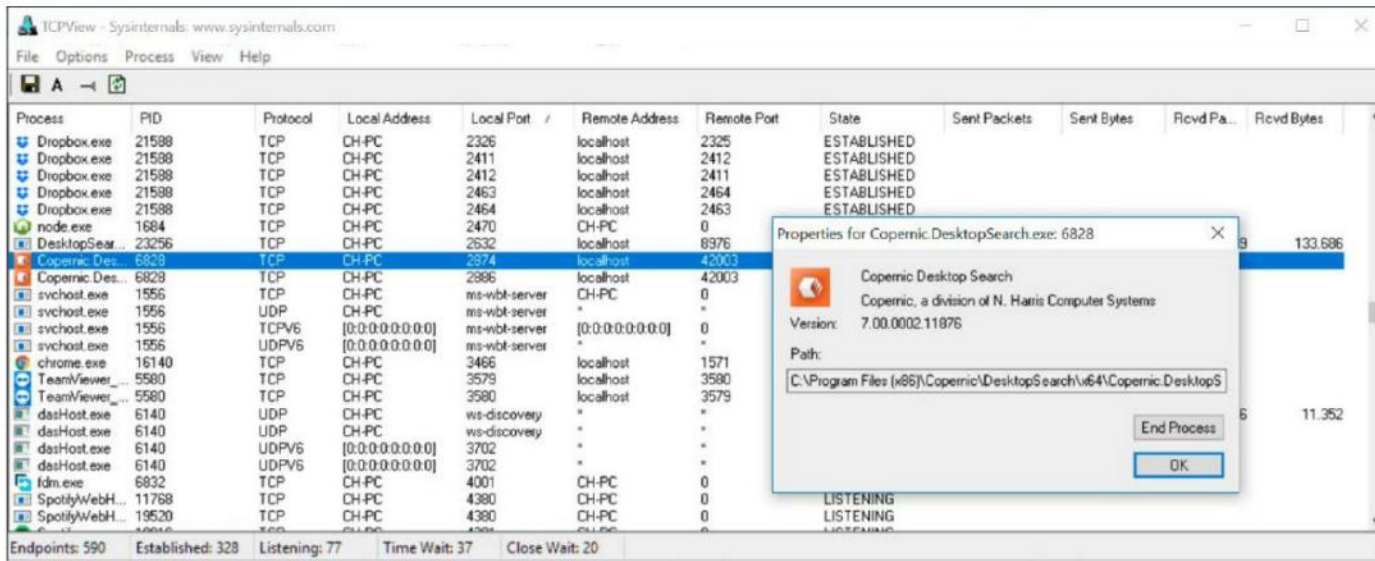 TCPView - Sysinternals: www.sysinternals.com
File Options Process View Help
A
Process PID Protocol Local Address Local Port / Remote Address Remote Port State Sent Packets Sent Bytes Rcvd Pa... Rcvd Bytes
Dropbox.exe 21588 TCP CH-PC 2326 localhost 2325 ESTABLISHED
Dropbox.exe 21588 TCP CH-PC 2411 localhost 2412 ESTABLISHED
Dropbox.exe 21588 TCP CH-PC 2412 localhost 2411 ESTABLISHED
Dropbox.exe 21588 TCP CH-PC 2463 localhost 2464 ESTABLISHED
Dropbox.exe 21588 TCP CH-PC 2464 localhost 2463 ESTABLISHED
node.exe 1684 TCP CH-PC 2470 CH-PC 0
DesktopSear... 23256 TCP CH-PC 2632 localhost 8976 9 133.686
Copernic.Des... 6828 TCP CH-PC 2874 localhost 42003
Copernic.Des... 6828 TCP CH-PC 2886 localhost 42003
svchost.exe 1556 TCP CH-PC ms-wbt-server CH-PC 0
svchost.exe 1556 UDP CH-PC ms-wbt-server * *
svchost.exe 1556 TCPV6 [0:0:0:0:0:0:0:0] ms-wbt-server [0:0:0:0:0:0:0:0] 0
svchost.exe 1556 UDPV6 [0:0:0:0:0:0:0:0] ms-wbt-server * *
chrome.exe 16140 TCP CH-PC 3466 localhost 1571
TeamViewer_... 5580 TCP CH-PC 3579 localhost 3580
TeamViewer_... 5580 TCP CH-PC 3580 localhost 3579
dasHost.exe 6140 UDP CH-PC ws-discovery * * 6 11.352
dasHost.exe 6140 UDP CH-PC ws-discovery * *
dasHost.exe 6140 UDPV6 [0:0:0:0:0:0:0:0] 3702 * *
dasHost.exe 6140 UDPV6 [0:0:0:0:0:0:0:0] 3702 * *
fdm.exe 6832 TCP CH-PC 4001 CH-PC 0
SpotifyWebH... 11768 TCP CH-PC 4380 CH-PC 0 LISTENING
SpotifyWebH... 19520 TCP CH-PC 4380 CH-PC 0 LISTENING
Properties for Copernic.DesktopSearch.exe: 6828
Copernic Desktop Search
Copernic, a division of N. Harris Computer Systems
Version: 7.00.0002.11876
Path:
C:\Program Files (x86)\Copernic\DesktopSearch\x64\Copernic.DesktopS
End Process
OK
Endpoints: 590 Established: 328 Listening: 77 Time Wait: 37 Close Wait: 20